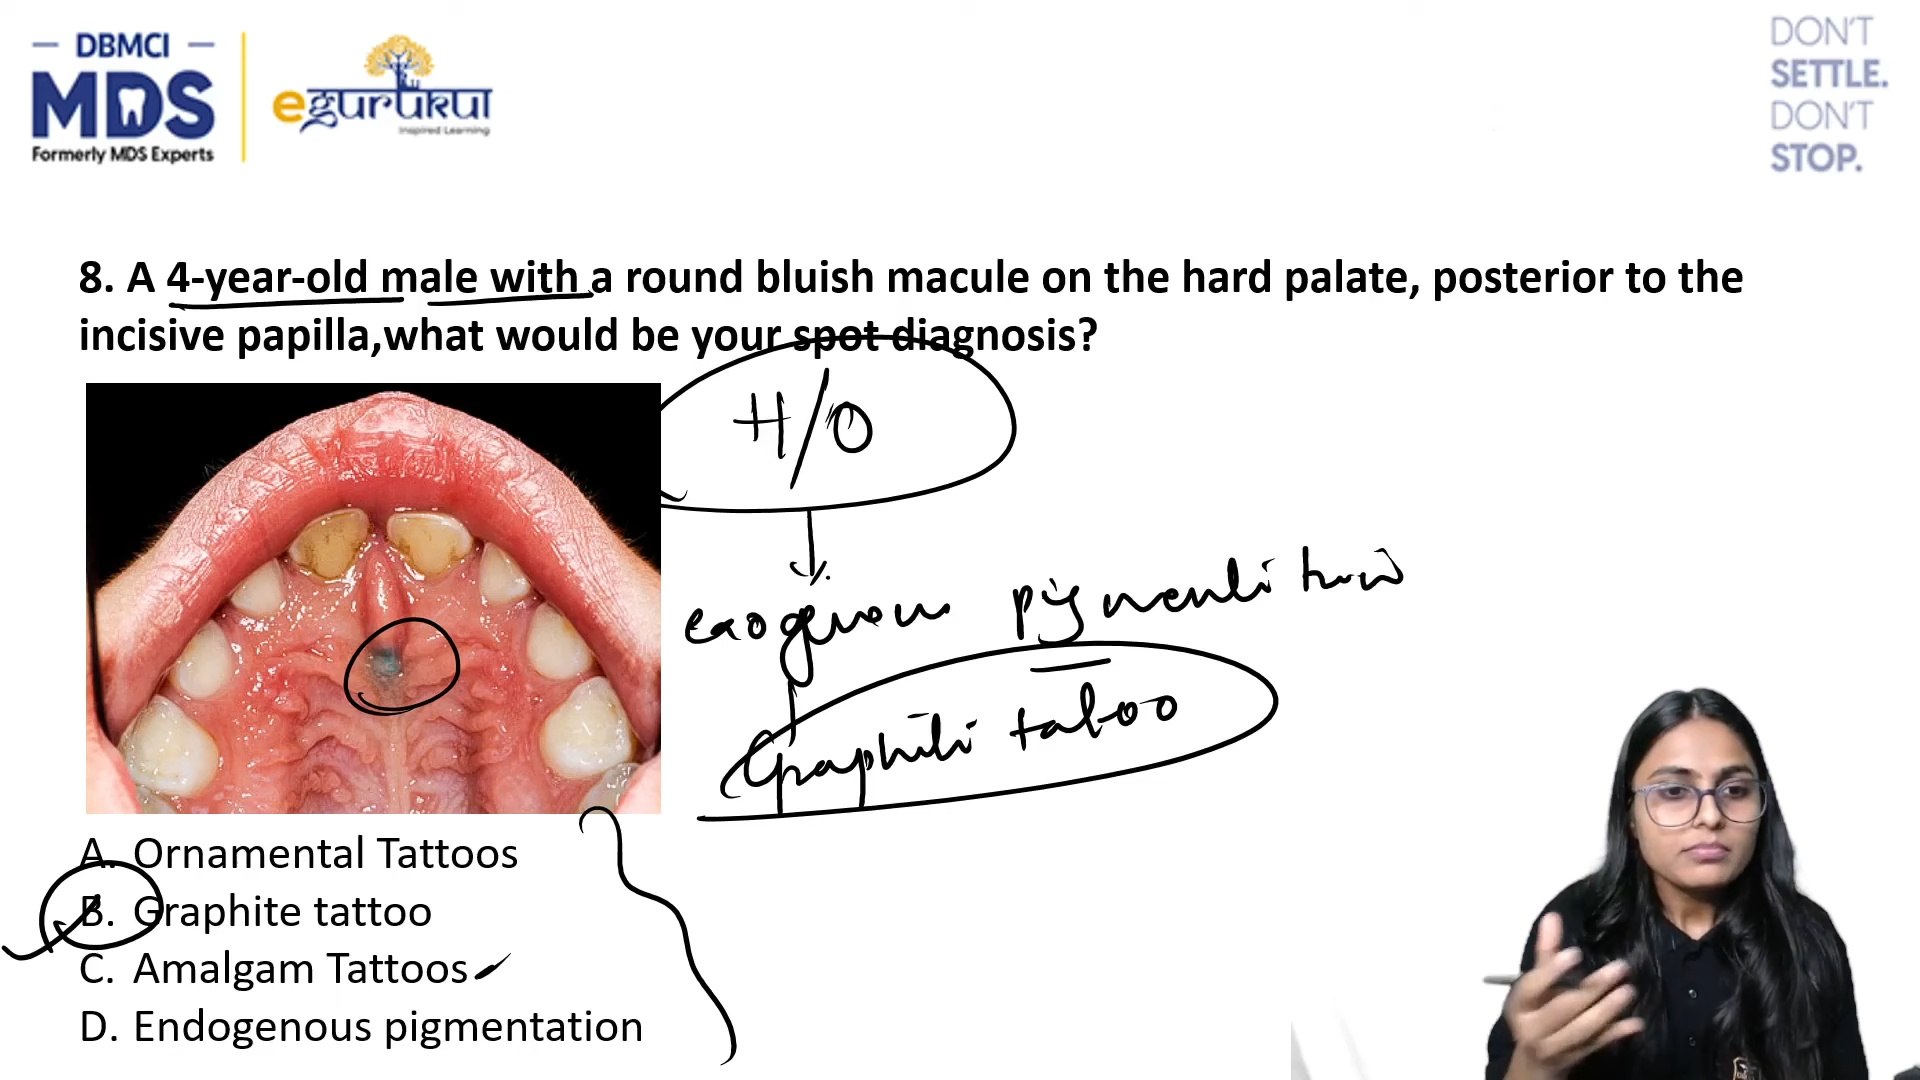 DBMCI
MDS
Formerly MDS Experts
egurukul
Inspired Learning
DON'T
SETTLE.
DON'T
STOP.
8. A 4-year-old male with a round bluish macule on the hard palate, posterior to the
incisive papilla,what would be your spot diagnosis?
H/O
exogenous pigmentation
Graphite tatoo
A. Ornamental Tattoos
B. Graphite tattoo
C. Amalgam Tattoos
D. Endogenous pigmentation